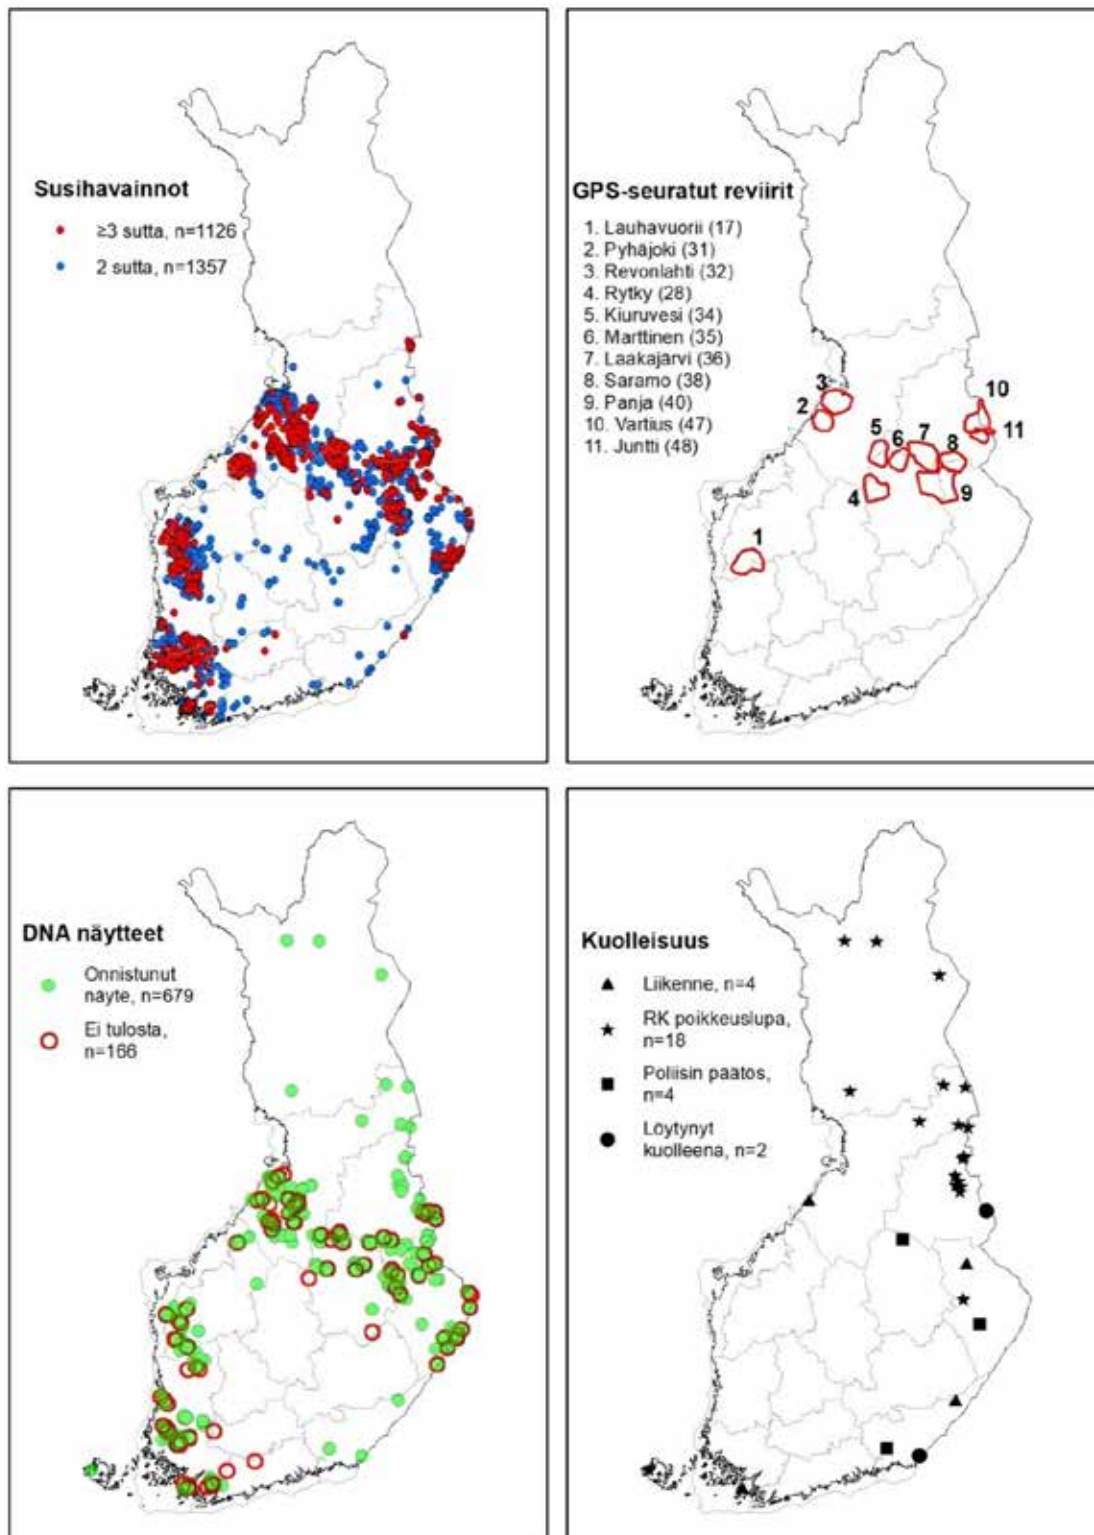 Susihavainnot
≥3 sutta, n=1126
2 sutta, n=1357
GPS-seuratut reviirit
1. Lauhavuorii (17)
2. Pyhäjoki (31)
3. Revonlahti (32)
4. Rytky (28)
5. Kiuruvesi (34)
6. Marttinen (35)
7. Laakajärvi (36)
8. Saramo (38)
9. Panja (40)
10. Vartius (47)
11. Juntti (48)
10
3
2
11
5
6
7
8
4
9
1
DNA näytteet
Onnistunut
näyte, n=679
Ei tulosta,
n=166
Kuolleisuus
Liikenne, n=4
RK poikkeuslupa,
n=18
Poliisin päätös,
n=4
Löytynyt
kuolleena, n=2